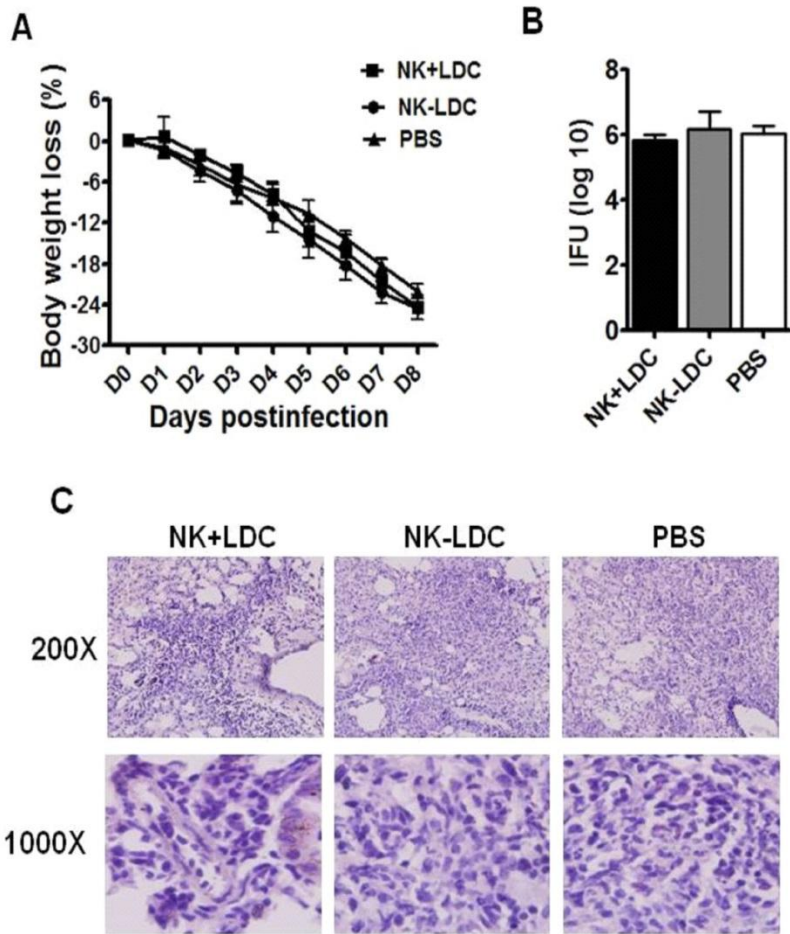 A
NK+LDC
NK-LDC
PBS
Body weight loss (%)
6
0
-6
-12
-18
-24
-30
D0 D1 D2 D3 D4 D5 D6 D7 D8
Days postinfection
B
IFU (log 10)
8
6
4
2
0
NK+LDC NK-LDC PBS
C
NK+LDC NK-LDC PBS
200X
1000X